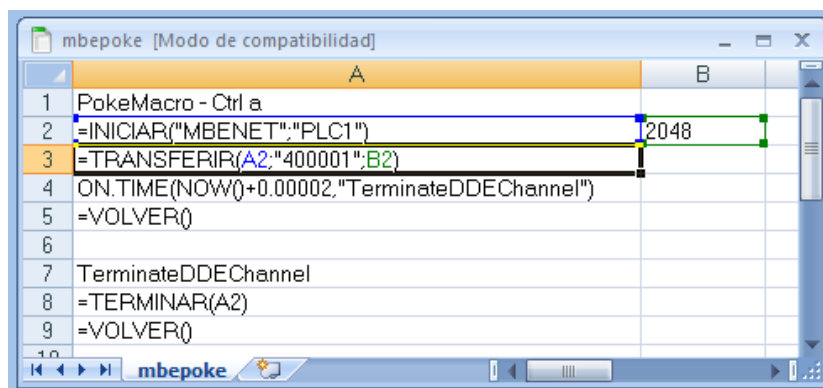 mbepoke [Modo de compatibilidad]
A B
1 PokeMacro - Ctrl a
2 =INICIAR("MBENET";"PLC1") 2048
3 =TRANSFERIR(A2;"400001";B2)
4 ON.TIME(NOW()+0.00002,"TerminateDDEChannel")
5 =VOLVER()
6
7 TerminateDDEChannel
8 =TERMINAR(A2)
9 =VOLVER()
10
mbepoke